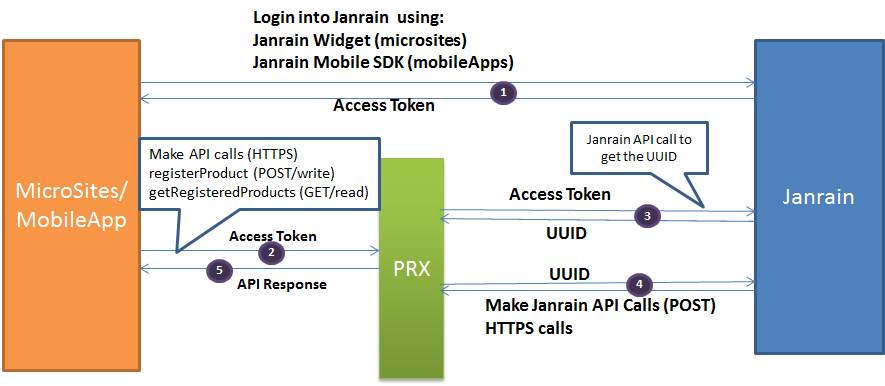 Login into Janrain using:
Janrain Widget (microsites)
Janrain Mobile SDK (mobileApps)
1
Access Token
Make API calls (HTTPS)
registerProduct (POST/write)
getRegisteredProducts (GET/read)
Janrain API call to
get the UUID
MicroSites/
MobileApp
Janrain
Access Token
3
UUID
Access Token
2
5
API Response
PRX
UUID
4
Make Janrain API Calls (POST)
HTTPS calls